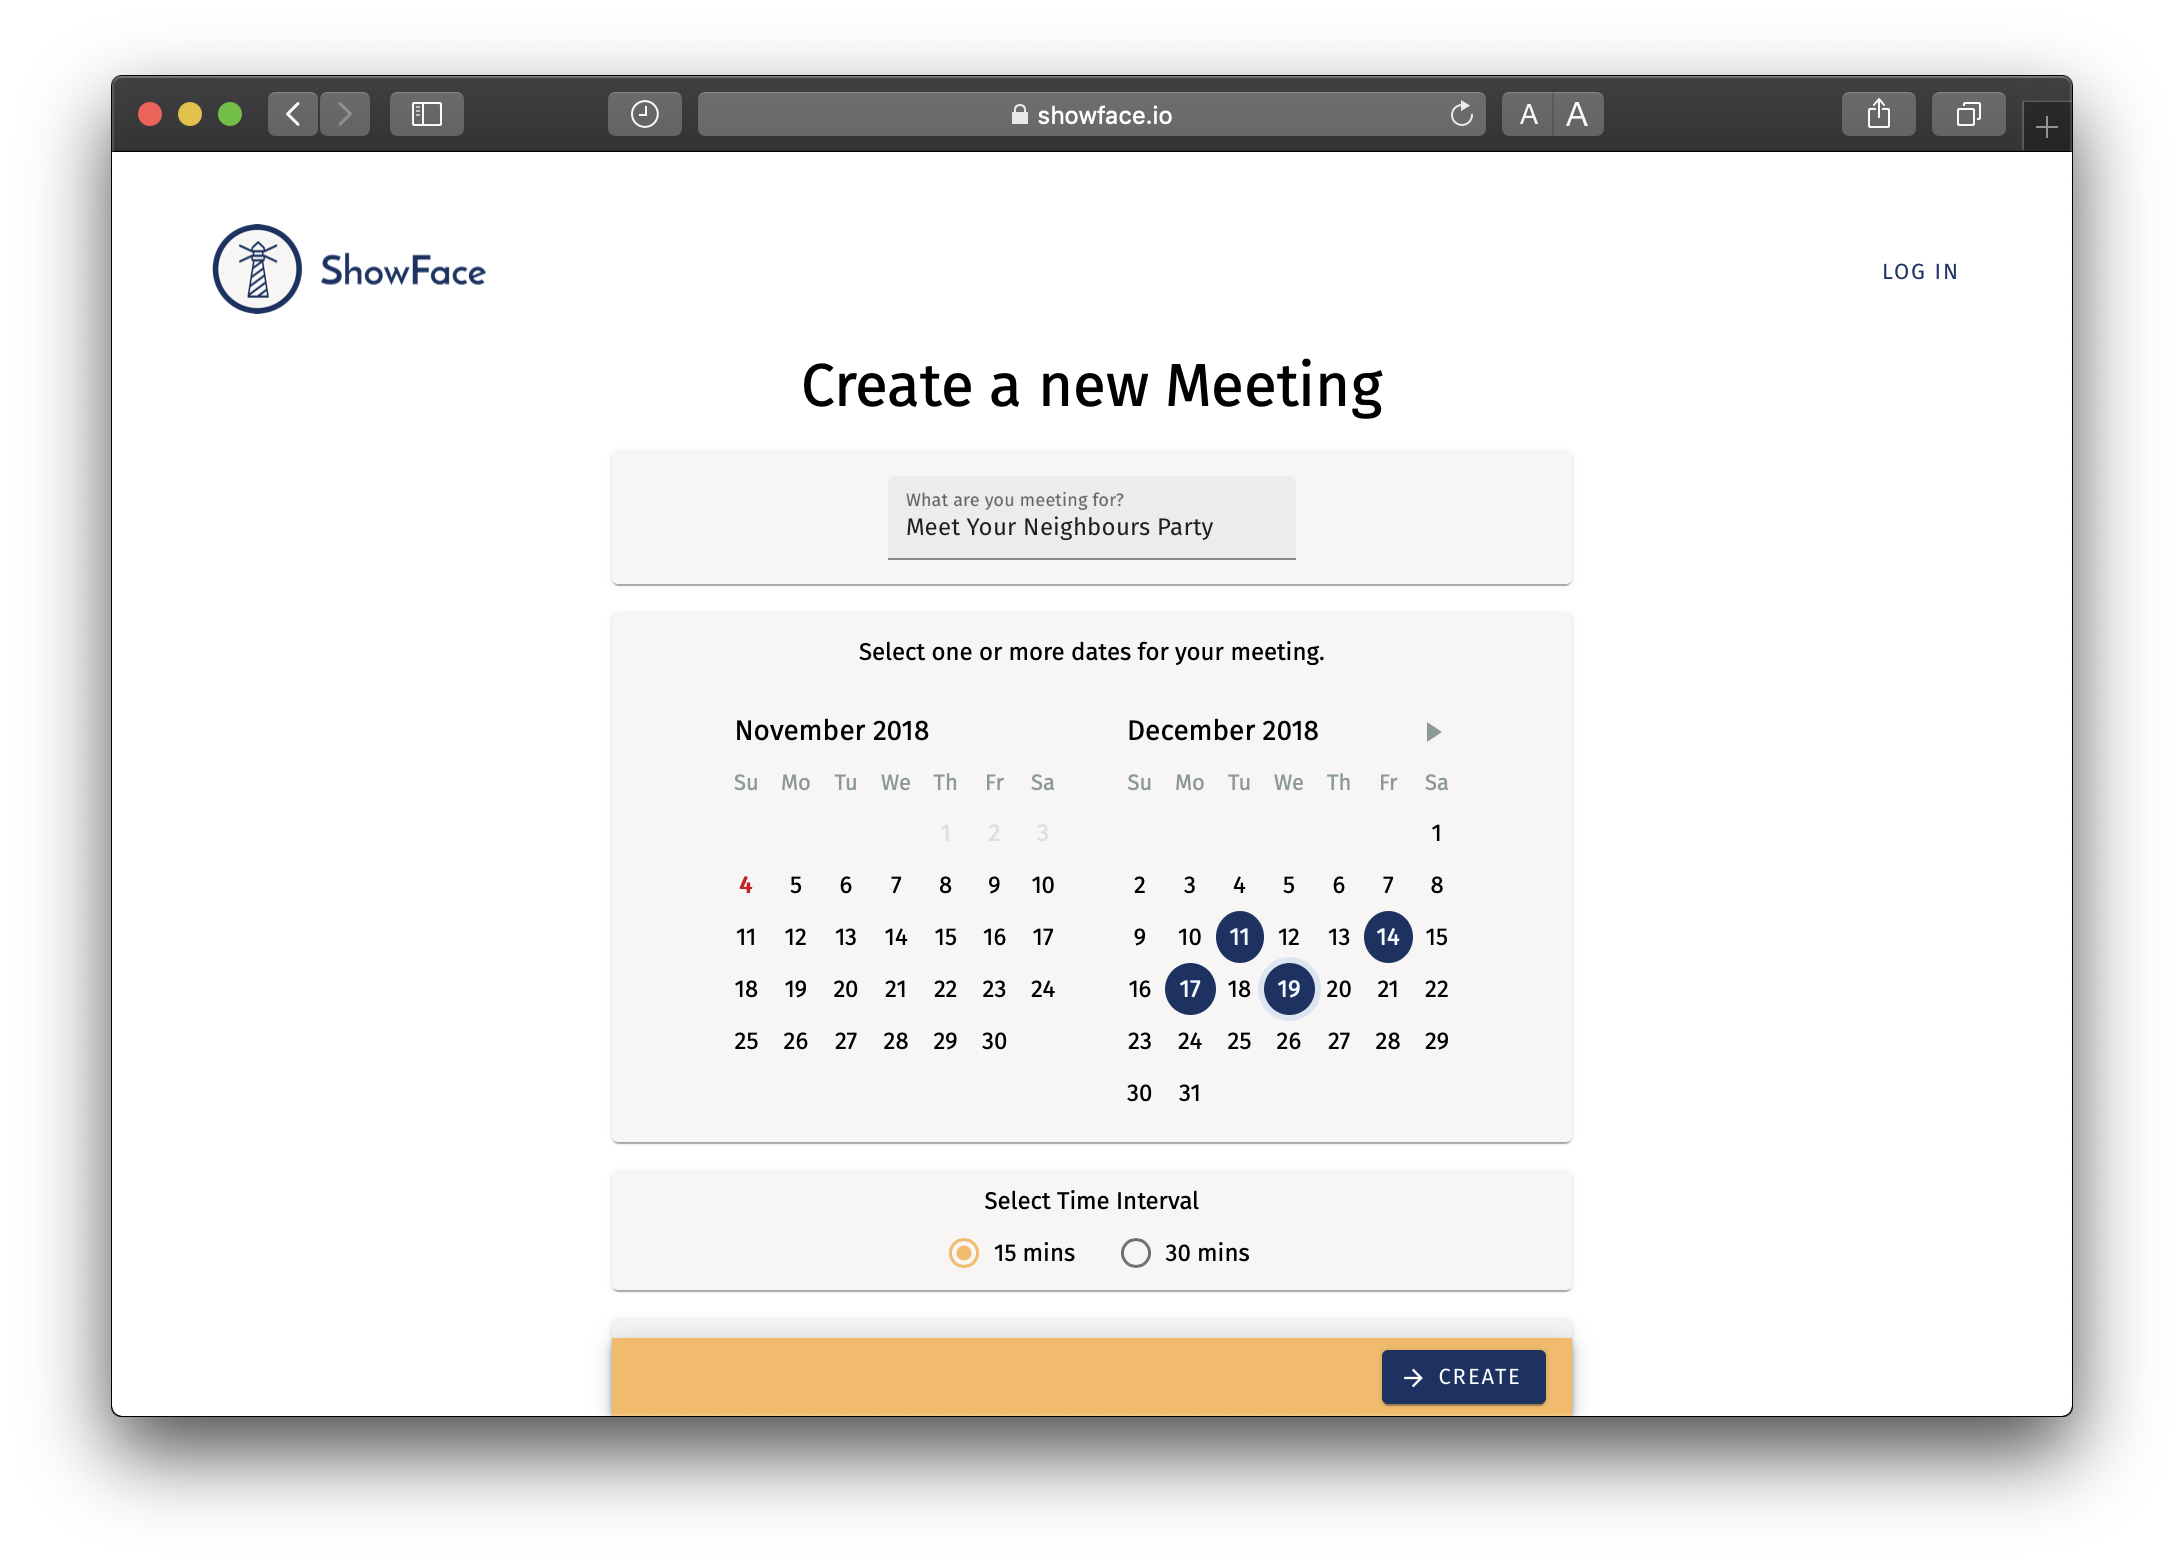 showface.io
A A
ShowFace
LOG IN
Create a new Meeting
What are you meeting for?
Meet Your Neighbours Party
Select one or more dates for your meeting.
November 2018
Su Mo Tu We Th Fr Sa
1 2 3
4 5 6 7 8 9 10
11 12 13 14 15 16 17
18 19 20 21 22 23 24
25 26 27 28 29 30
December 2018
Su Mo Tu We Th Fr Sa
1
2 3 4 5 6 7 8
9 10 11 12 13 14 15
16 17 18 19 20 21 22
23 24 25 26 27 28 29
30 31
Select Time Interval
15 mins 30 mins
CREATE